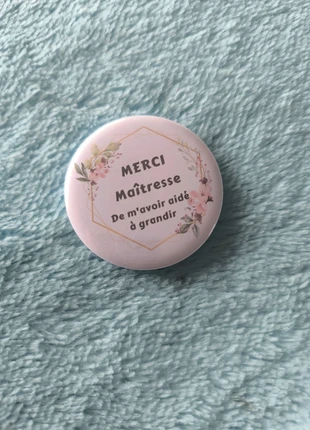 MERCI
Maîtresse
De m'avoir aidé
à grandir